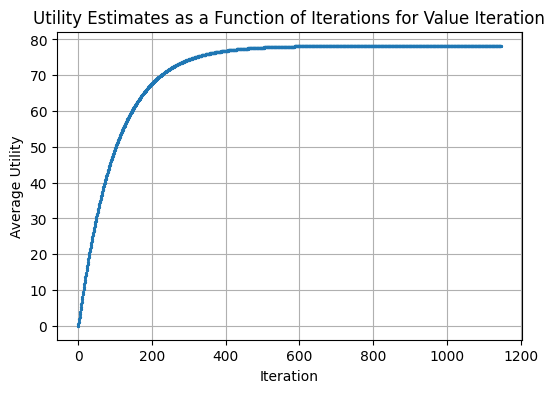 Utility Estimates as a Function of Iterations for Value Iteration
80
70
60
50
40
30
20
10
0
Average Utility
0 200 400 600 800 1000 1200
Iteration